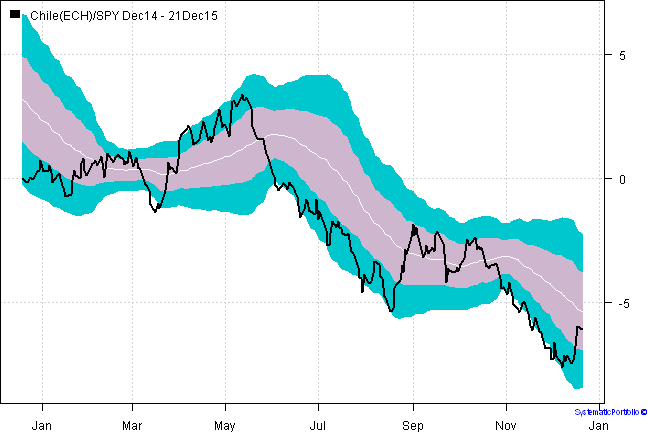 Chile(ECH)/SPY Dec14 - 21Dec15
5
0
-5
Jan Mar May Jul Sep Nov Jan
SystematicPortfolio ©